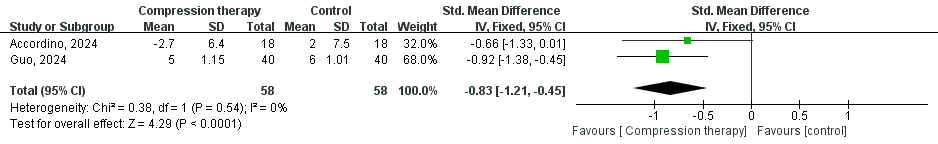 Compression therapy Control Std. Mean Difference Std. Mean Difference
Study or Subgroup Mean SD Total Mean SD Total Weight IV, Fixed, 95% CI IV, Fixed, 95% CI
Accordino, 2024 -2.7 6.4 18 2 7.5 18 32.0% -0.66 [-1.33, 0.01]
Guo, 2024 5 1.15 40 6 1.01 40 68.0% -0.92 [-1.38, -0.45]
Total (95% CI) 58 58 100.0% -0.83 [-1.21, -0.45]
Heterogeneity: Chi² = 0.38, df = 1 (P = 0.54); I² = 0%
Test for overall effect: Z = 4.29 (P < 0.0001)
-1 -0.5 0 0.5 1
Favours [ Compression therapy] Favours [control]